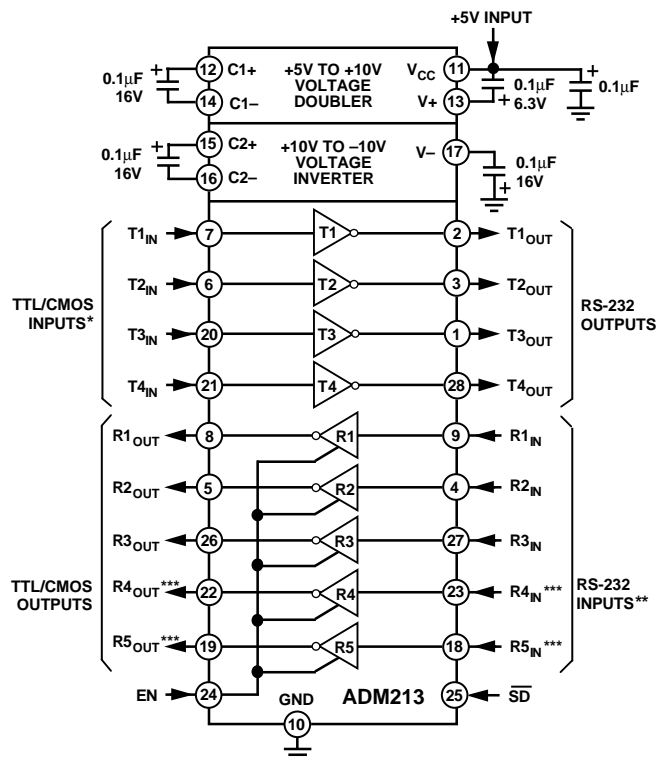 +5V INPUT
0.1µF
16V
+
12
C1+
14
C1–
+5V TO +10V
VOLTAGE
DOUBLER
VCC
11
V+
13
+
0.1µF
6.3V
+
0.1µF
0.1µF
16V
+
15
C2+
16
C2–
+10V TO –10V
VOLTAGE
INVERTER
V–
17
+
0.1µF
16V
TTL/CMOS
INPUTS*
T1IN 7 T1 2 T1OUT
T2IN 6 T2 3 T2OUT
T3IN 20 T3 1 T3OUT
T4IN 21 T4 28 T4OUT
RS-232
OUTPUTS
TTL/CMOS
OUTPUTS
R1OUT 8 R1 9 R1IN
R2OUT 5 R2 4 R2IN
R3OUT 26 R3 27 R3IN
R4OUT*** 22 R4 23 R4IN***
R5OUT*** 19 R5 18 R5IN***
RS-232
INPUTS**
EN 24 GND ADM213 25 SD
10